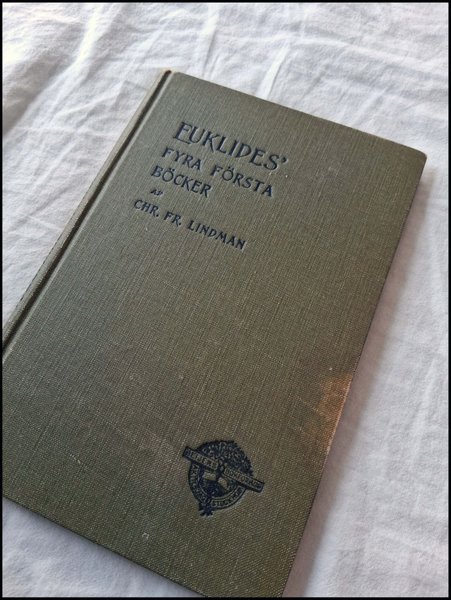 EUKLIDES'
FYRA FÖRSTA
BÖCKER
AF
CHR. FR. LINDMAN